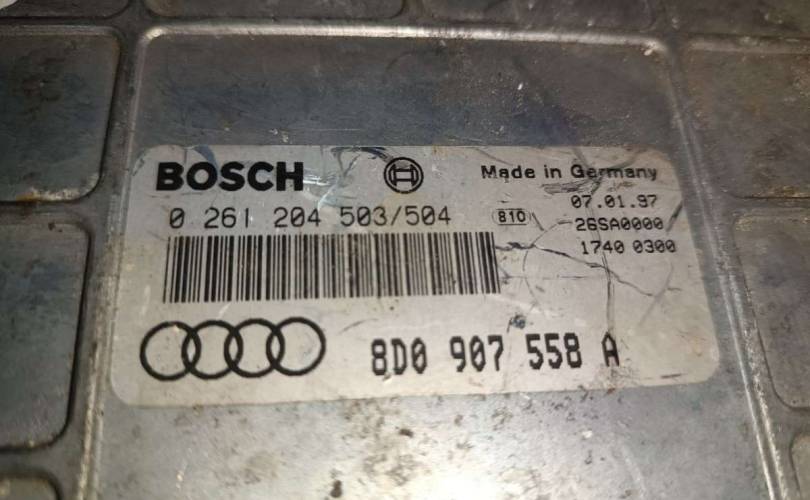 BOSCH
Made in Germany
07.01.97
0 261 204 503/504
810
26SA0000
1740 0300
8D0 907 558 A